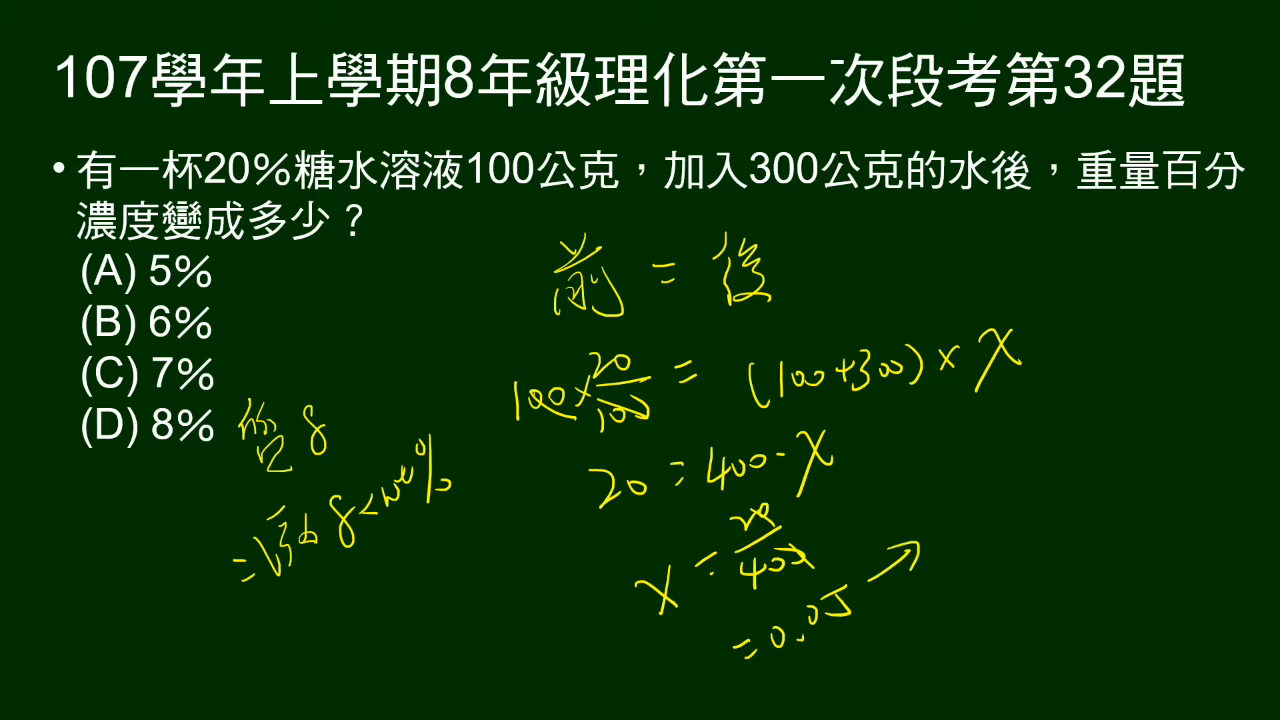 107學年上學期8年級理化第一次段考第32題
• 有一杯20%糖水溶液100公克，加入300公克的水後，重量百分
濃度變成多少？
(A) 5%
(B) 6%
(C) 7%
(D) 8%
前 = 後
100 × 20/100 = (100+300) × x
20 = 400 · x
x = 20/400
= 0.05
鹽 g
= 液 g × wt%